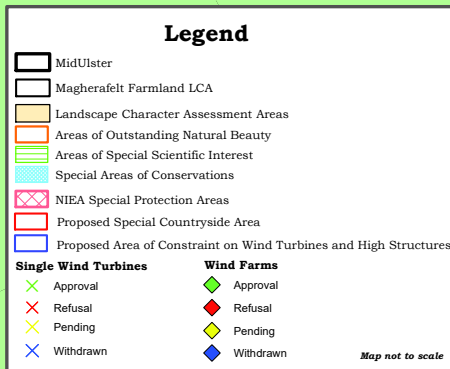 Legend
MidUlster
Magherafelt Farmland LCA
Landscape Character Assessment Areas
Areas of Outstanding Natural Beauty
Areas of Special Scientific Interest
Special Areas of Conservations
NIEA Special Protection Areas
Proposed Special Countryside Area
Proposed Area of Constraint on Wind Turbines and High Structures
Single Wind Turbines
Approval
Refusal
Pending
Withdrawn
Wind Farms
Approval
Refusal
Pending
Withdrawn
Map not to scale